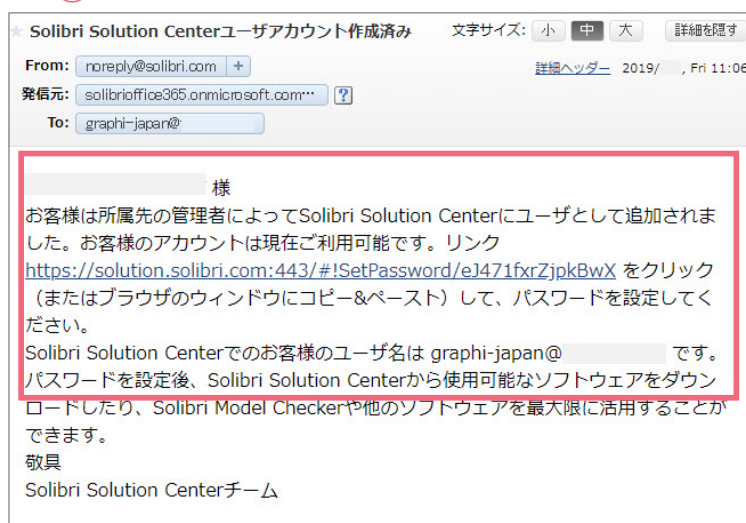 Solibri Solution Centerユーザアカウント作成済み 文字サイズ: 小 中 大 詳細を隠す
From: noreply@solibri.com + 詳細ヘッダー 2019/ , Fri 11:06
発信元: solibrioffice365.onmicrosoft.com… ?
To: graphi-japan@
様
お客様は所属先の管理者によってSolibri Solution Centerにユーザとして追加されま
した。お客様のアカウントは現在ご利用可能です。リンク
https://solution.solibri.com:443/#!SetPassword/eJ471fxrZjpkBwX をクリック
（またはブラウザのウィンドウにコピー&ペースト）して、パスワードを設定してく
ださい。
Solibri Solution Centerでのお客様のユーザ名は graphi-japan@ です。
パスワードを設定後、Solibri Solution Centerから使用可能なソフトウェアをダウン
ロードしたり、Solibri Model Checkerや他のソフトウェアを最大限に活用することが
できます。
敬具
Solibri Solution Centerチーム